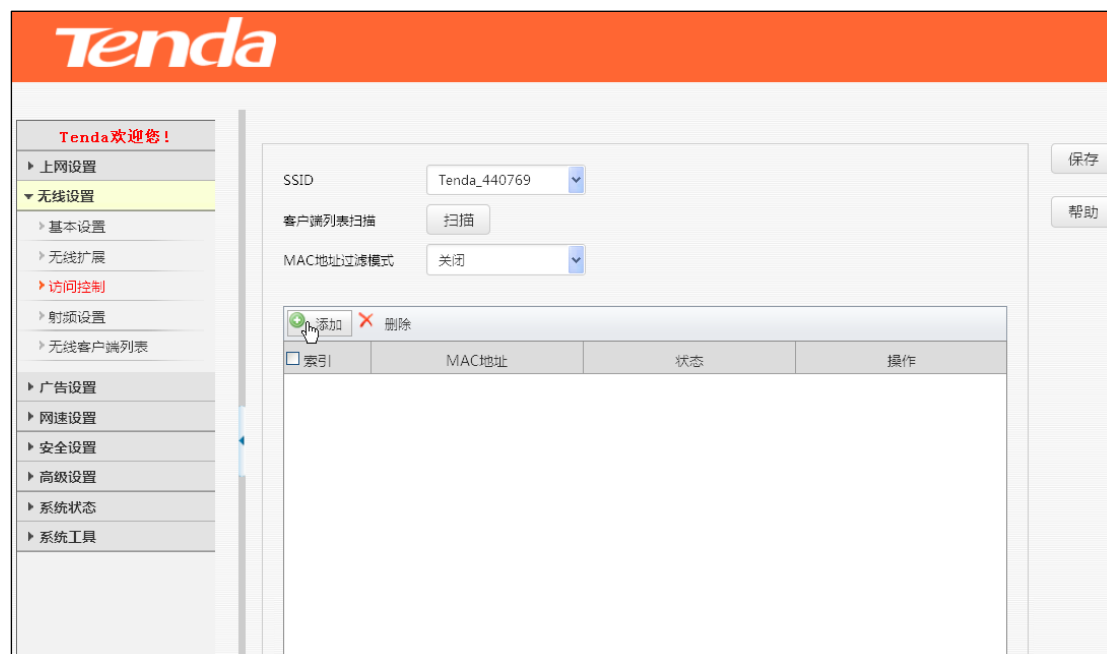 Tenda
Tenda欢迎您!
上网设置
无线设置
基本设置
无线扩展
访问控制
射频设置
无线客户端列表
广告设置
网速设置
安全设置
高级设置
系统状态
系统工具
SSID
Tenda_440769
客户端列表扫描
扫描
MAC地址过滤模式
关闭
添加 删除
索引 MAC地址 状态 操作
保存
帮助